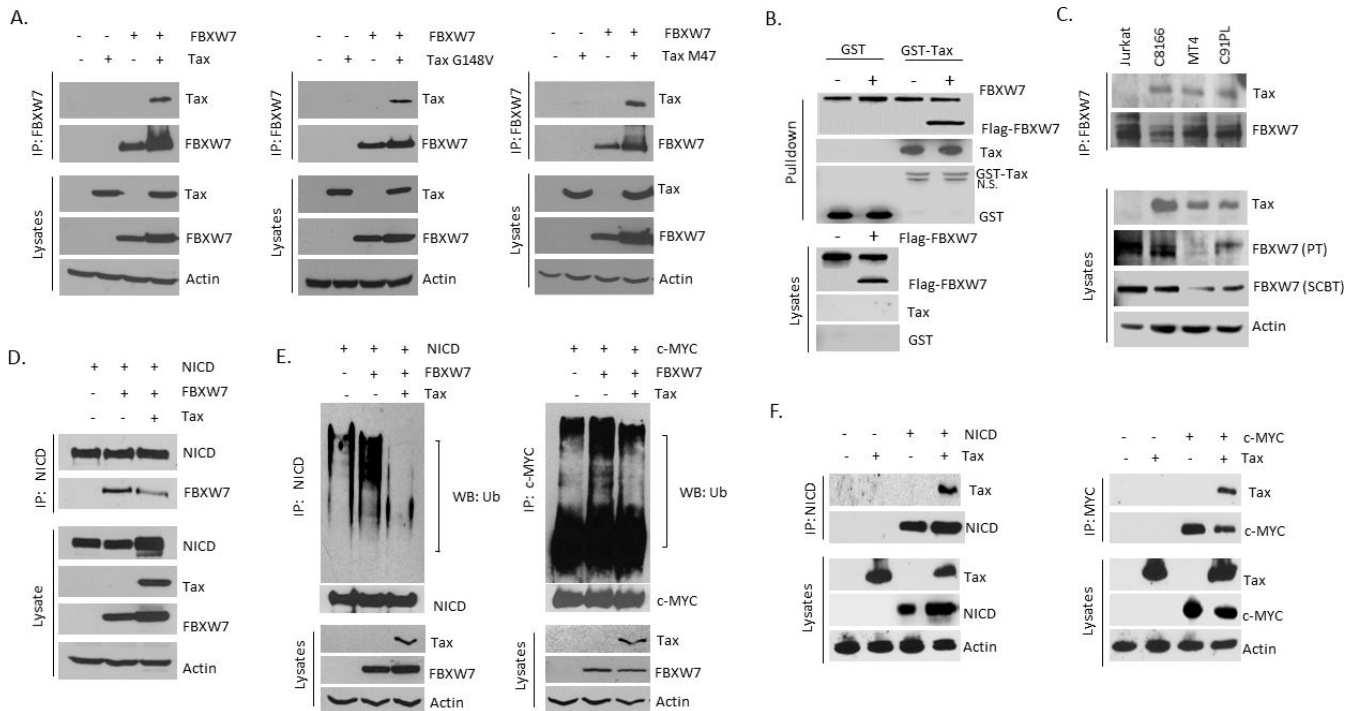 A.
- - + + FBXW7
- + - + Tax
IP: FBXW7
Tax
FBXW7
Lysates
Tax
FBXW7
Actin
- - + + FBXW7
- + - + Tax G148V
IP: FBXW7
Tax
FBXW7
Lysates
Tax
FBXW7
Actin
- - + + FBXW7
- + - + Tax M47
IP: FBXW7
Tax
FBXW7
Lysates
Tax
FBXW7
Actin
B.
GST GST-Tax
- + - + FBXW7
Pulldown
Flag-FBXW7
Tax
GST-Tax
N.S.
GST
- + Flag-FBXW7
Lysates
Flag-FBXW7
Tax
GST
C.
Jurkat
C8166
MT4
C91PL
IP: FBXW7
Tax
FBXW7
Lysates
Tax
FBXW7 (PT)
FBXW7 (SCBT)
Actin
D.
+ + + NICD
- + + FBXW7
- - + Tax
IP: NICD
NICD
FBXW7
Lysate
NICD
Tax
FBXW7
Actin
E.
+ + + NICD
- + + FBXW7
- - + Tax
IP: NICD
WB: Ub
NICD
Lysates
Tax
FBXW7
Actin
+ + + c-MYC
- + + FBXW7
- - + Tax
IP: c-MYC
WB: Ub
c-MYC
Lysates
Tax
FBXW7
Actin
F.
- - + + NICD
- + - + Tax
IP: NICD
Tax
NICD
Lysates
Tax
NICD
Actin
- - + + c-MYC
- + - + Tax
IP: MYC
Tax
c-MYC
Lysates
Tax
c-MYC
Actin